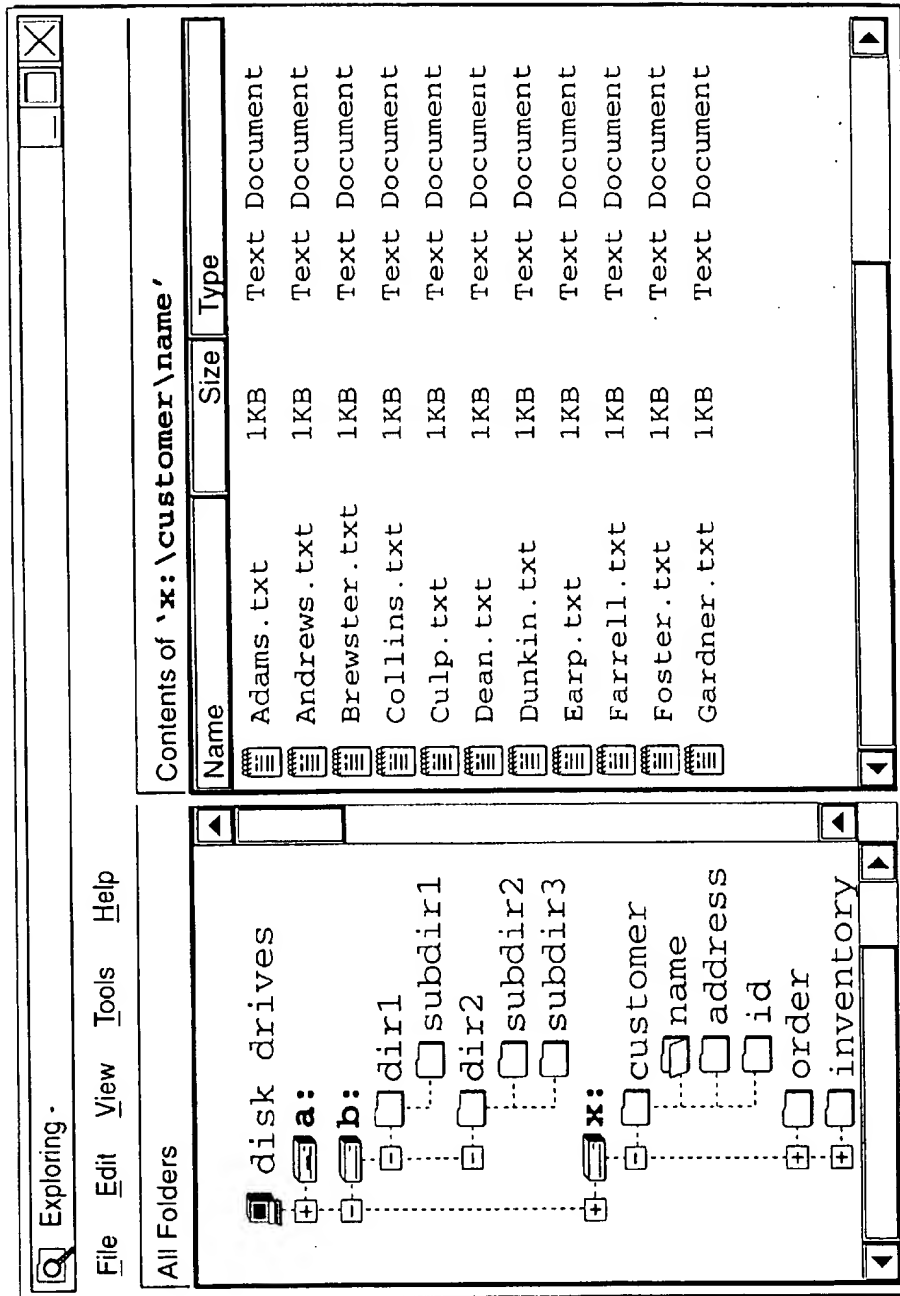 Exploring -
File Edit View Tools Help
All Folders
disk drives
a:
b:
dir1
subdir1
dir2
subdir2
subdir3
x:
customer
name
address
id
order
inventory
Contents of 'x:\customer\name'
Name Size Type
Adams.txt 1KB Text Document
Andrews.txt 1KB Text Document
Brewster.txt 1KB Text Document
Collins.txt 1KB Text Document
Culp.txt 1KB Text Document
Dean.txt 1KB Text Document
Dunkin.txt 1KB Text Document
Earp.txt 1KB Text Document
Farrell.txt 1KB Text Document
Foster.txt 1KB Text Document
Gardner.txt 1KB Text Document